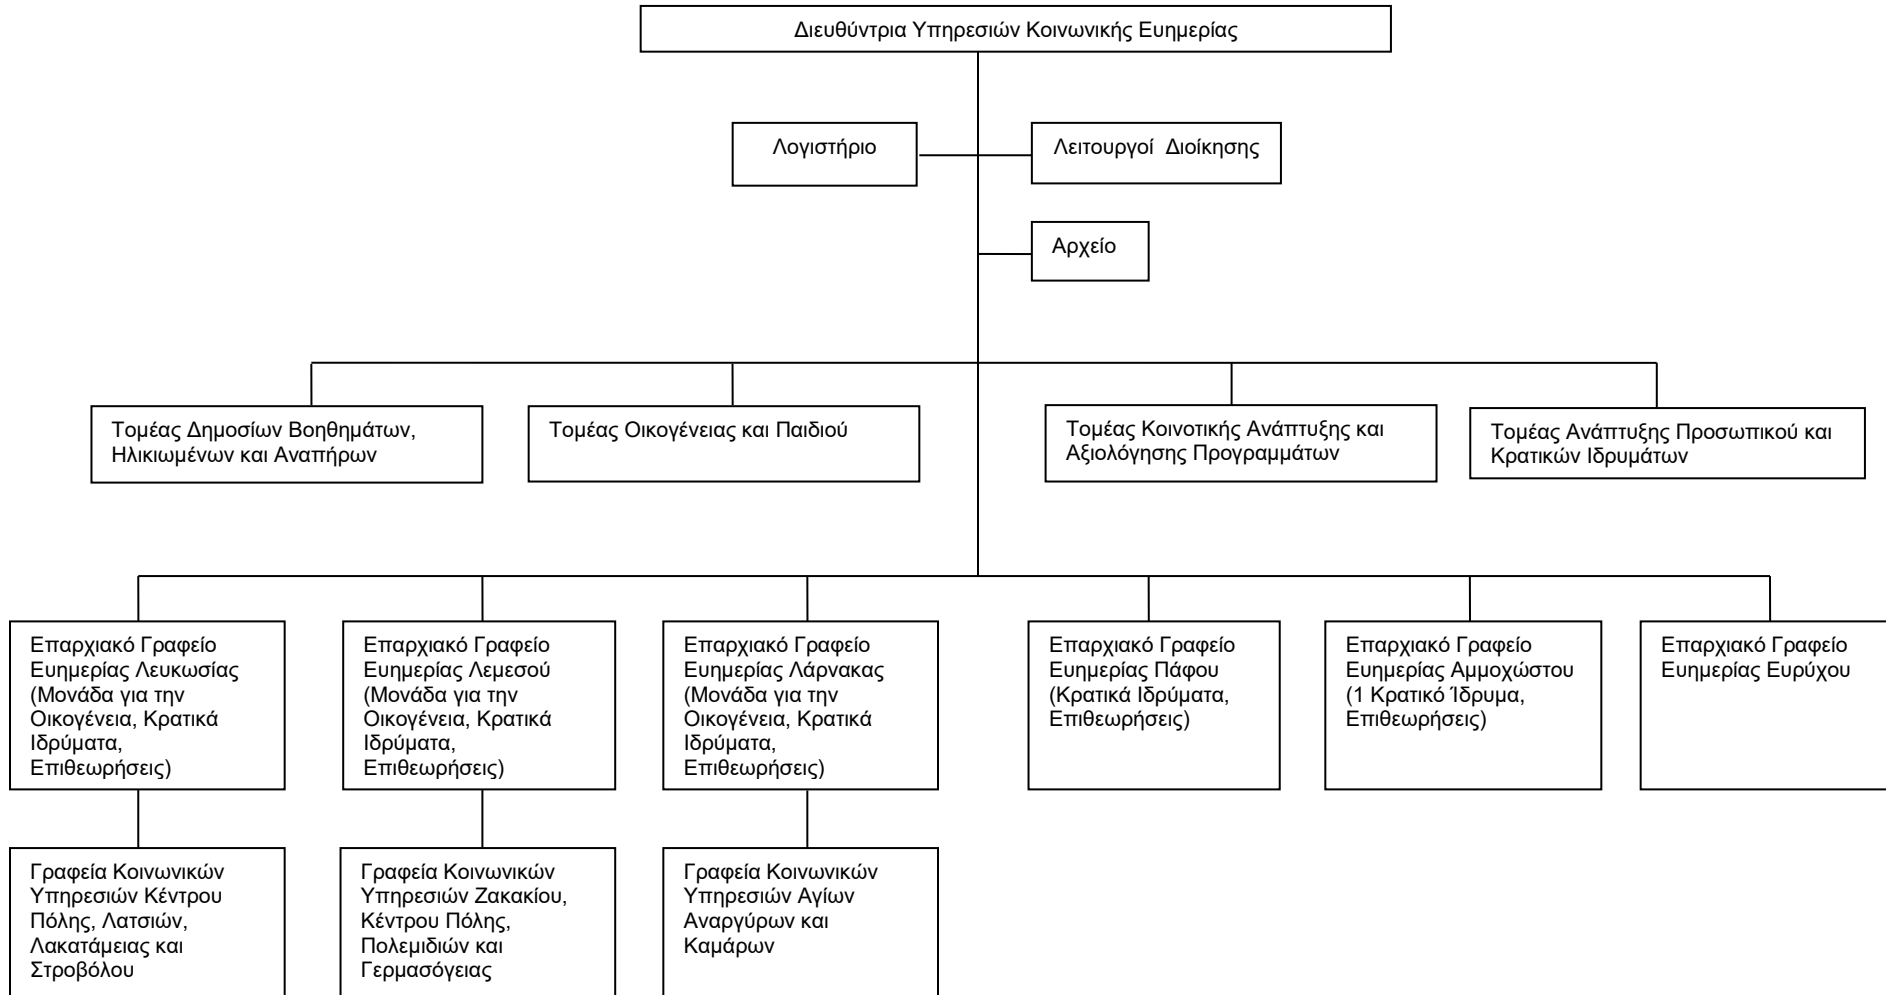 Διευθύντρια Υπηρεσιών Κοινωνικής Ευημερίας
Λογιστήριο
Λειτουργοί Διοίκησης
Αρχείο
Τομέας Δημοσίων Βοηθημάτων,
Ηλικιωμένων και Αναπήρων
Τομέας Οικογένειας και Παιδιού
Τομέας Κοινοτικής Ανάπτυξης και
Αξιολόγησης Προγραμμάτων
Τομέας Ανάπτυξης Προσωπικού και
Κρατικών Ιδρυμάτων
Επαρχιακό Γραφείο
Ευημερίας Λευκωσίας
(Μονάδα για την
Οικογένεια, Κρατικά
Ιδρύματα,
Επιθεωρήσεις)
Επαρχιακό Γραφείο
Ευημερίας Λεμεσού
(Μονάδα για την
Οικογένεια, Κρατικά
Ιδρύματα,
Επιθεωρήσεις)
Επαρχιακό Γραφείο
Ευημερίας Λάρνακας
(Μονάδα για την
Οικογένεια, Κρατικά
Ιδρύματα,
Επιθεωρήσεις)
Επαρχιακό Γραφείο
Ευημερίας Πάφου
(Κρατικά Ιδρύματα,
Επιθεωρήσεις)
Επαρχιακό Γραφείο
Ευημερίας Αμμοχώστου
(1 Κρατικό Ίδρυμα,
Επιθεωρήσεις)
Επαρχιακό Γραφείο
Ευημερίας Ευρύχου
Γραφεία Κοινωνικών
Υπηρεσιών Κέντρου
Πόλης, Λατσιών,
Λακατάμειας και
Στροβόλου
Γραφεία Κοινωνικών
Υπηρεσιών Ζακακίου,
Κέντρου Πόλης,
Πολεμιδιών και
Γερμασόγειας
Γραφεία Κοινωνικών
Υπηρεσιών Αγίων
Αναργύρων και
Καμάρων